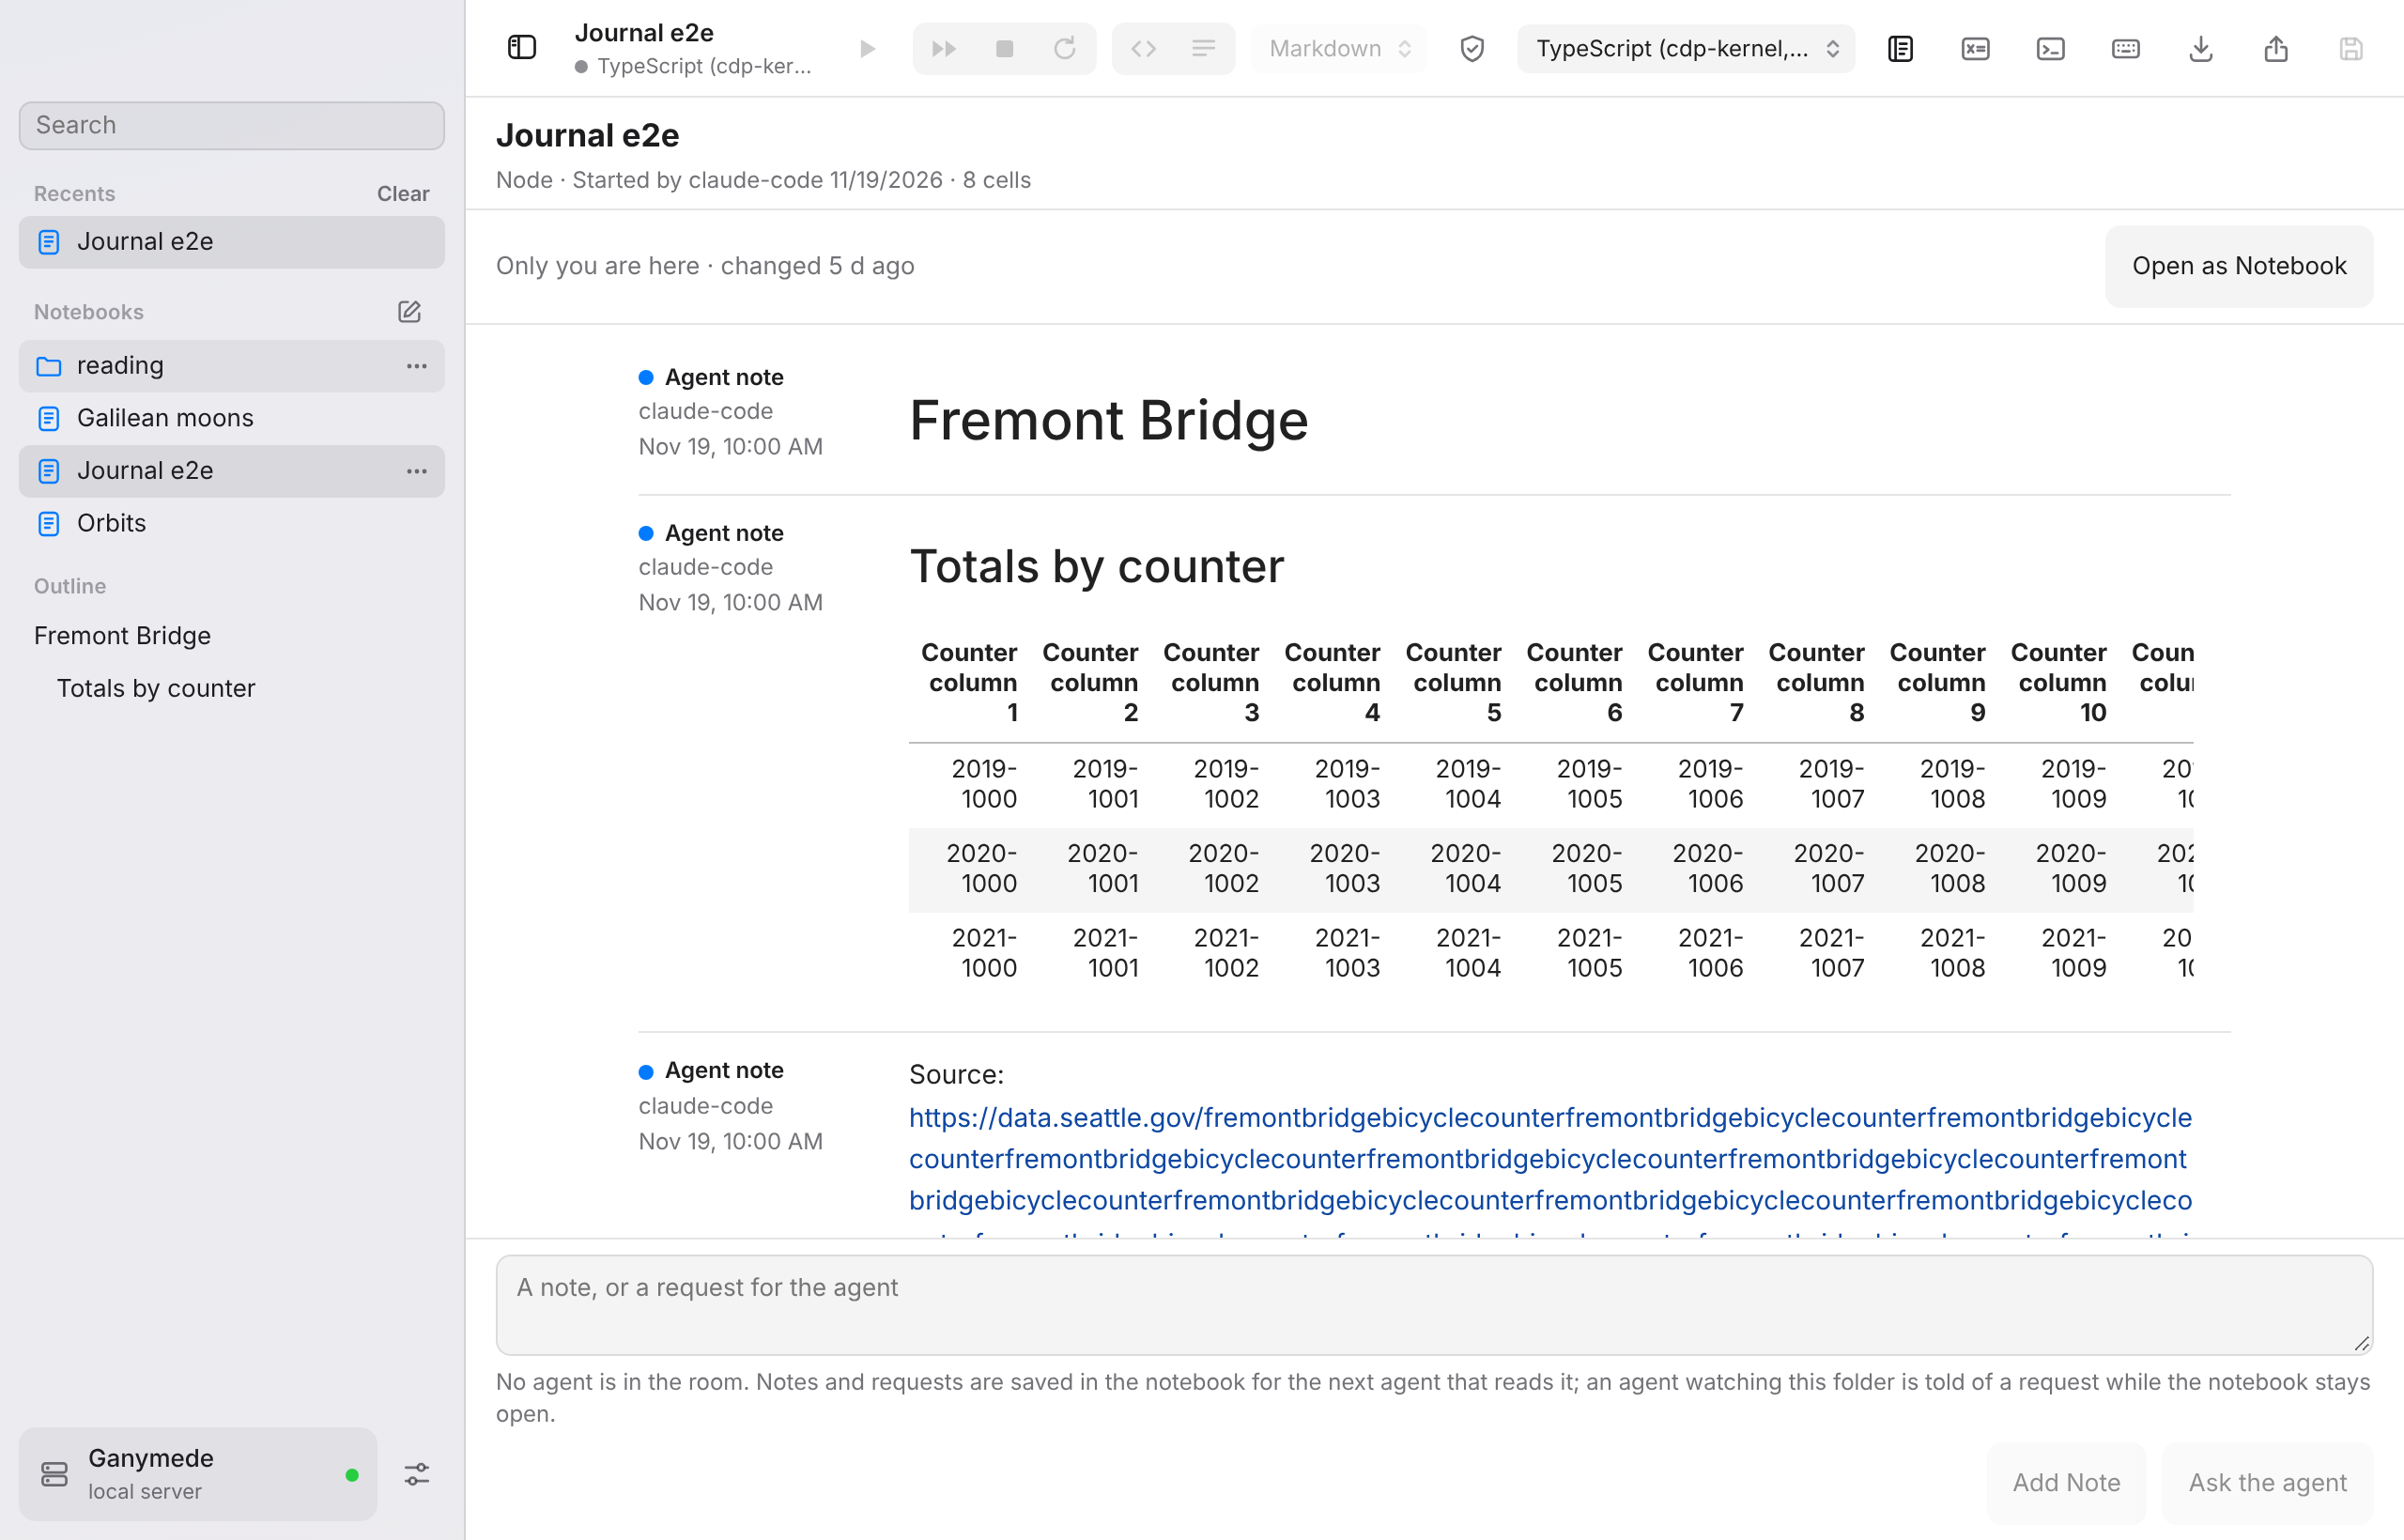 Search
Recents
Clear
Journal e2e
Notebooks
reading
Galilean moons
Journal e2e
Orbits
Outline
Fremont Bridge
Totals by counter
Ganymede
local server
Journal e2e
TypeScript (cdp-ker...
Markdown
TypeScript (cdp-kernel,...
Journal e2e
Node · Started by claude-code 11/19/2026 · 8 cells
Only you are here · changed 5 d ago
Open as Notebook
Agent note
claude-code
Nov 19, 10:00 AM
Fremont Bridge
Agent note
claude-code
Nov 19, 10:00 AM
Totals by counter
Counter Counter Counter Counter Counter Counter Counter Counter Counter Counter
column column column column column column column column column column
1 2 3 4 5 6 7 8 9 10
2019- 2019- 2019- 2019- 2019- 2019- 2019- 2019- 2019- 2019-
1000 1001 1002 1003 1004 1005 1006 1007 1008 1009
2020- 2020- 2020- 2020- 2020- 2020- 2020- 2020- 2020- 2020-
1000 1001 1002 1003 1004 1005 1006 1007 1008 1009
2021- 2021- 2021- 2021- 2021- 2021- 2021- 2021- 2021- 2021-
1000 1001 1002 1003 1004 1005 1006 1007 1008 1009
Agent note
claude-code
Nov 19, 10:00 AM
Source:
https://data.seattle.gov/fremontbridgebicyclecounterfremontbridgebicyclecounterfremontbridgebicycle
counterfremontbridgebicyclecounterfremontbridgebicyclecounterfremontbridgebicyclecounterfremont
bridgebicyclecounterfremontbridgebicyclecounterfremontbridgebicyclecounterfremontbridgebicycleco
A note, or a request for the agent
No agent is in the room. Notes and requests are saved in the notebook for the next agent that reads it; an agent watching this folder is told of a request while the notebook stays
open.
Add Note
Ask the agent